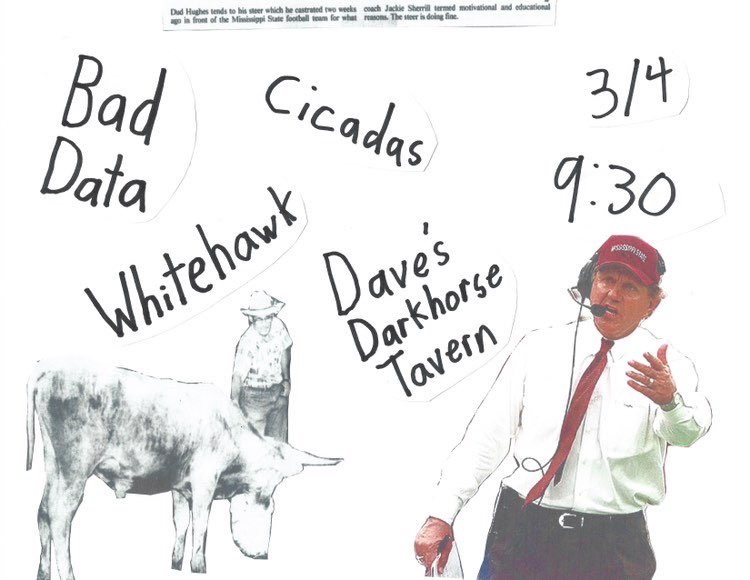 Dud Hughes tends to his steer which he castrated two weeks
ago in front of the Mississippi State football team for what
coach Jackie Sherrill termed motivational and educational
reasons. The steer is doing fine.
Bad
Data
Cicadas
3/4
9:30
Whitehawk
Dave's
Darkhorse
Tavern
MISSISSIPPI STATE